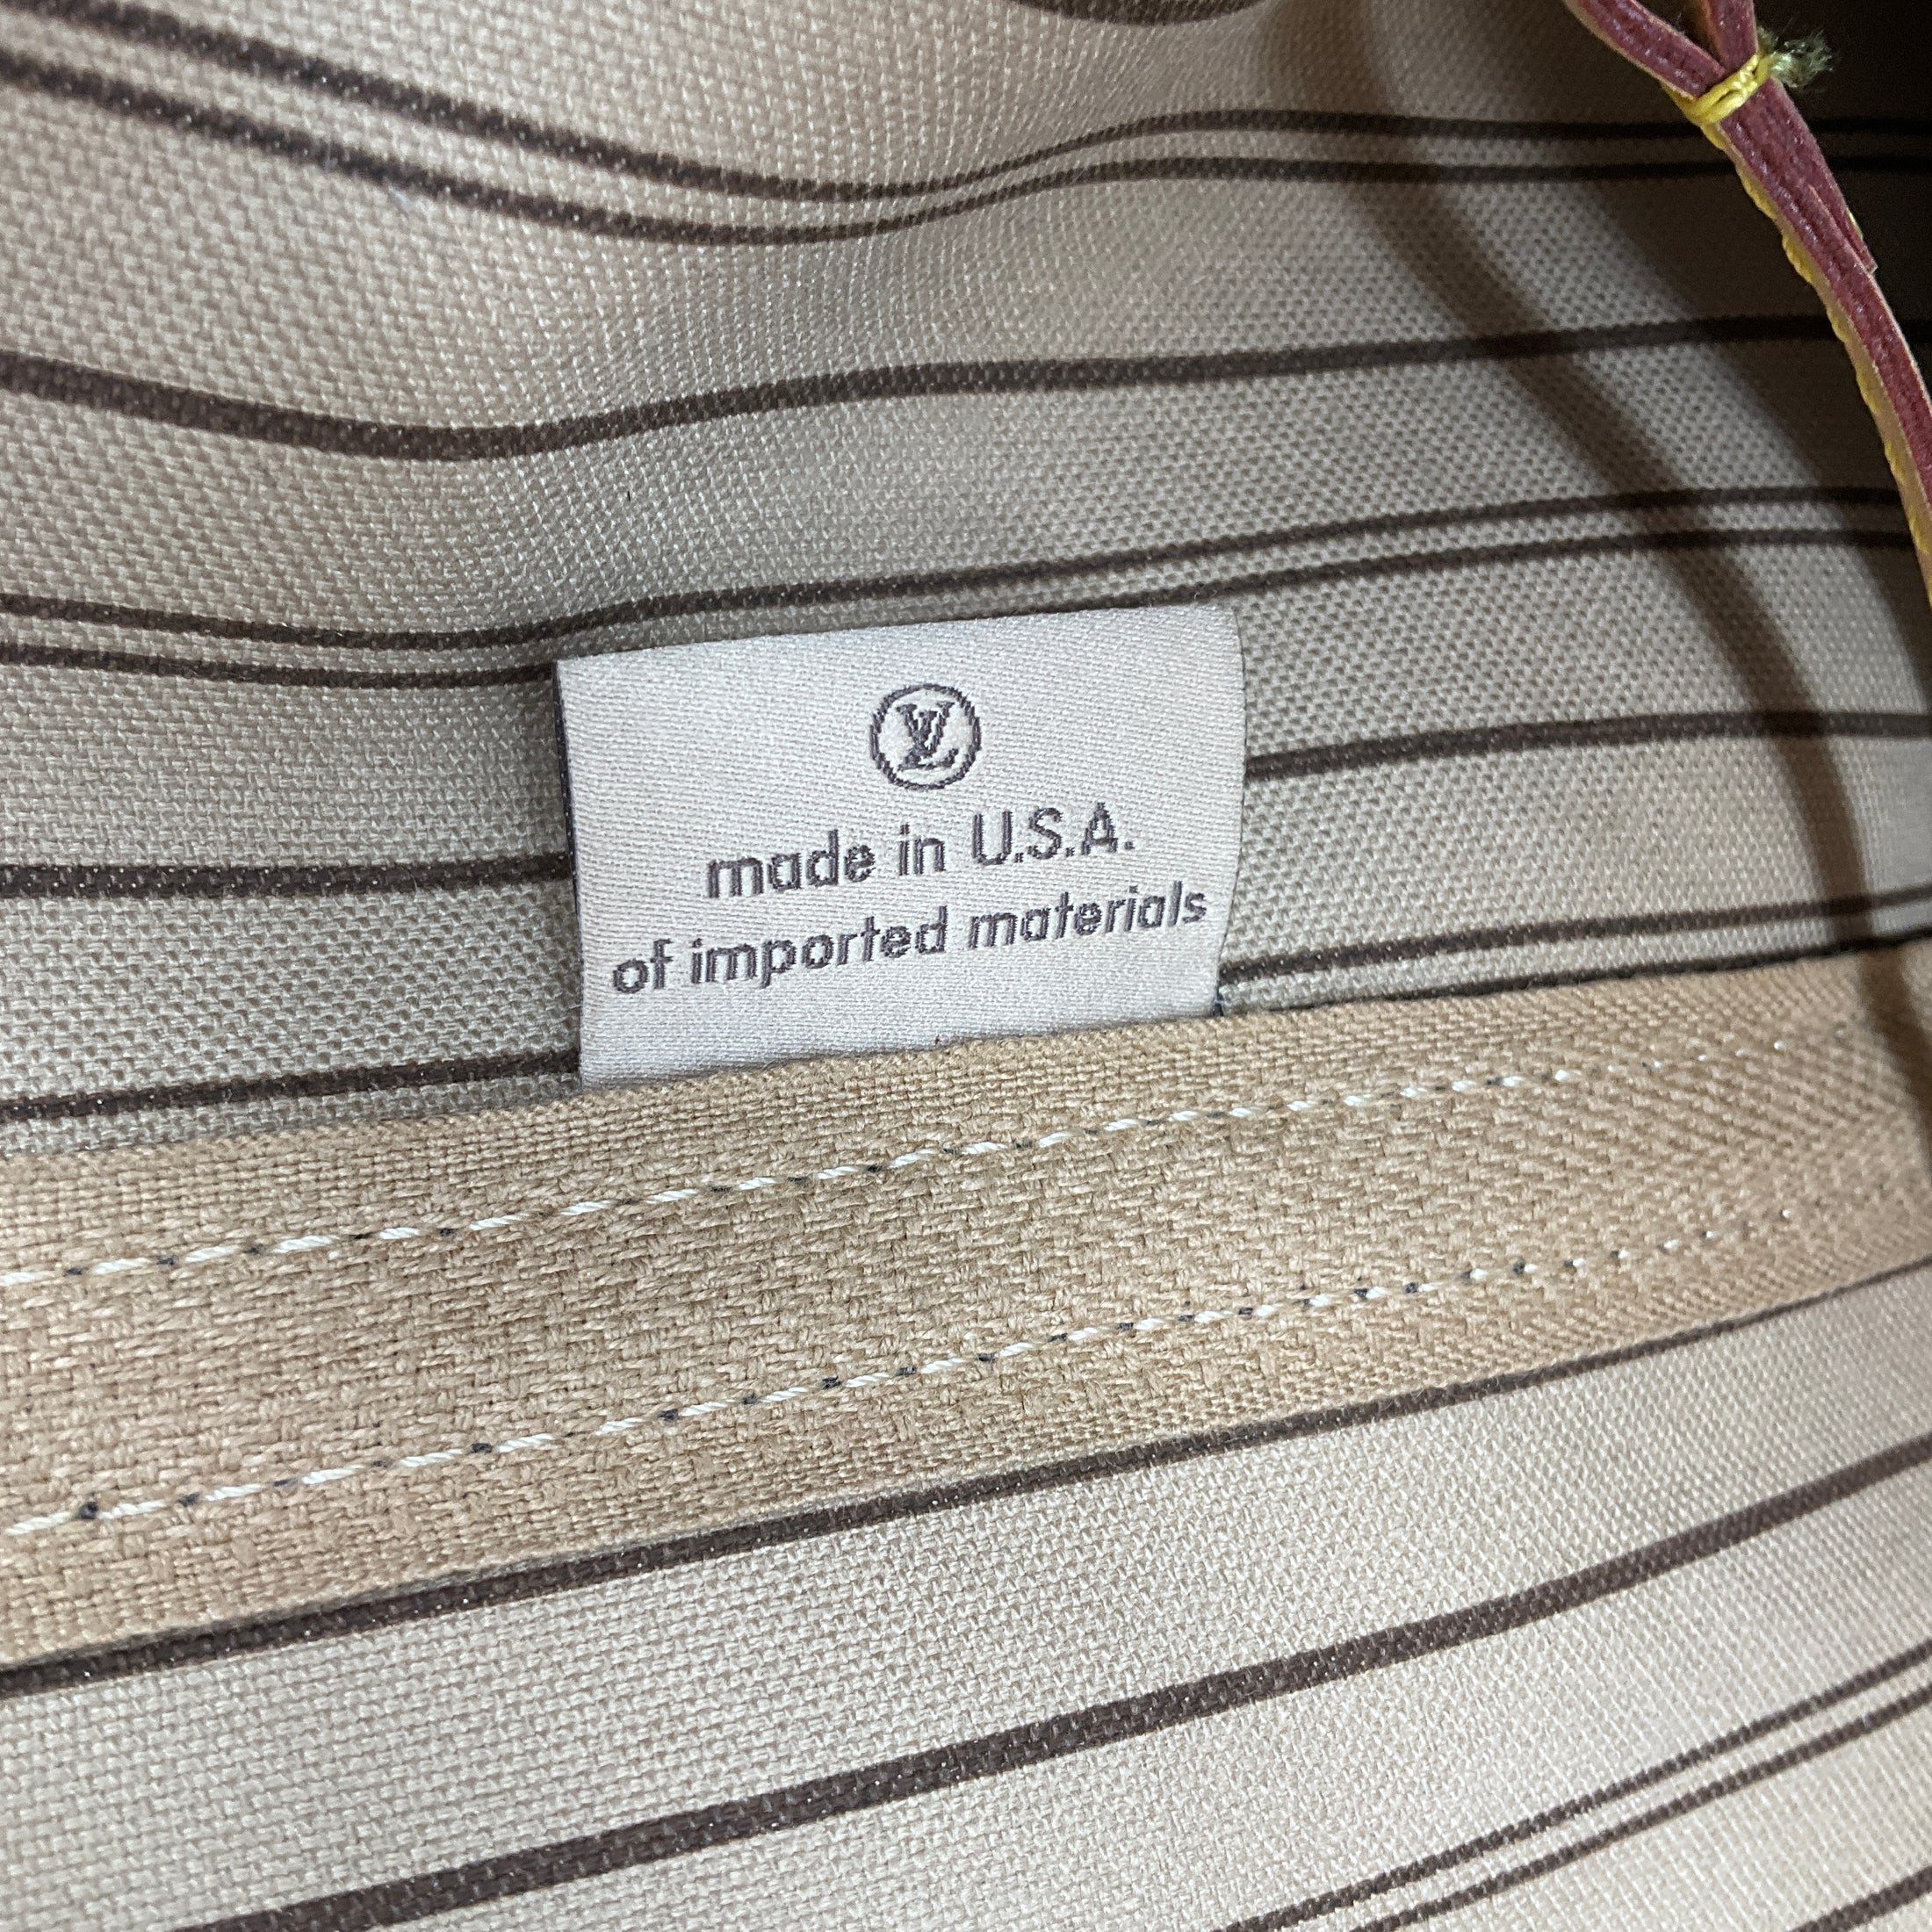 LV
made in U.S.A.
of imported materials